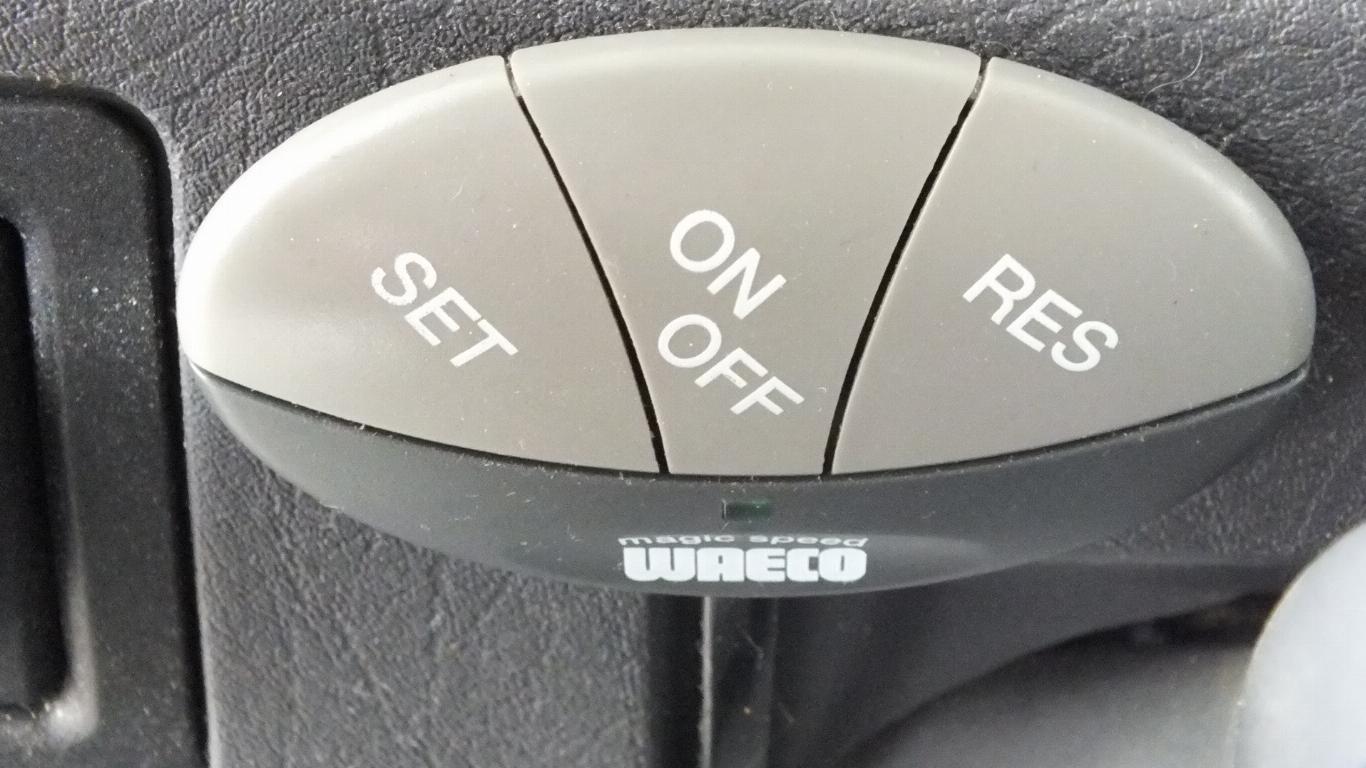 SET
ON
OFF
RES
magic speed
WAECO